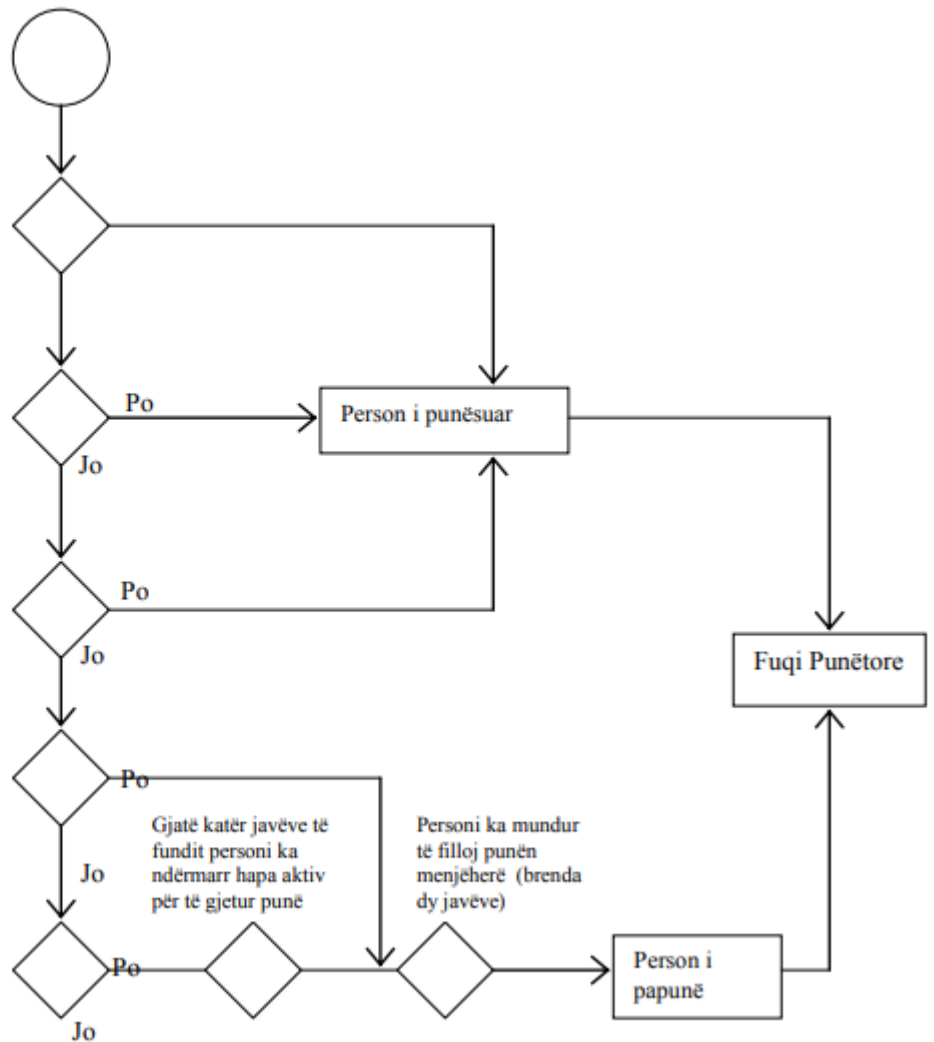 Po
Person i punësuar
Jo
Po
Jo
Fuqi Punëtore
Po
Gjatë katër javëve të
fundit personi ka
ndërmarr hapa aktiv
për të gjetur punë
Personi ka mundur
të filloj punën
menjëherë (brenda
dy javëve)
Jo
Po
Person i
papunë
Jo